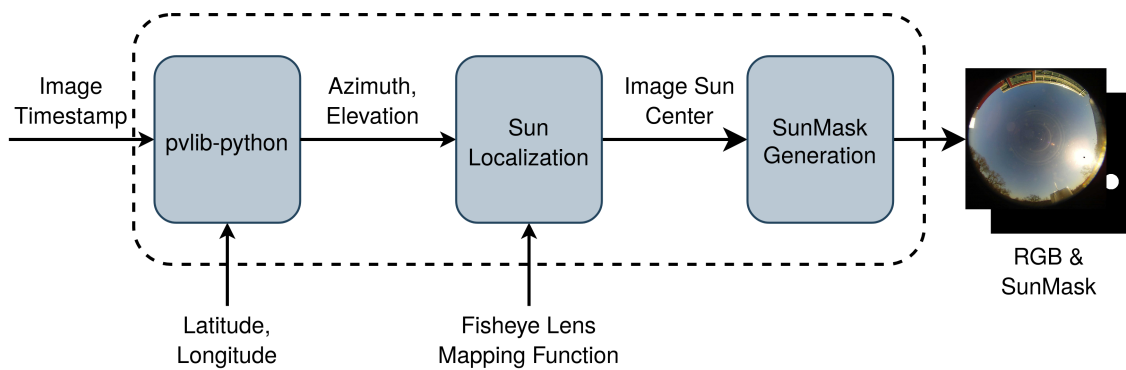 Image
Timestamp
pvlib-python
Azimuth,
Elevation
Sun
Localization
Image Sun
Center
SunMask
Generation
RGB &
SunMask
Latitude,
Longitude
Fisheye Lens
Mapping Function